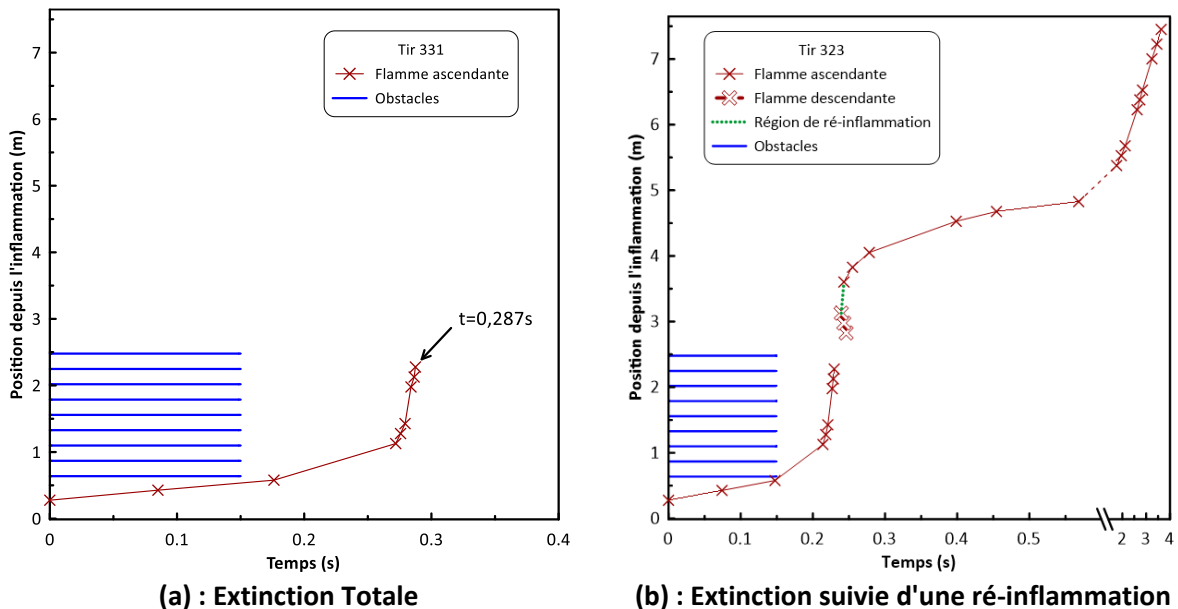 Tir 331
Flamme ascendante
Obstacles
t=0,287s
Position depuis l'inflammation (m)
7
6
5
4
3
2
1
0
0
0.1
0.2
0.3
0.4
Temps (s)
(a) : Extinction Totale
Tir 323
Flamme ascendante
Flamme descendante
Région de ré-inflammation
Obstacles
Position depuis l'inflammation (m)
7
6
5
4
3
2
1
0
0
0.1
0.2
0.3
0.4
0.5
2
3
4
Temps (s)
(b) : Extinction suivie d'une ré-inflammation